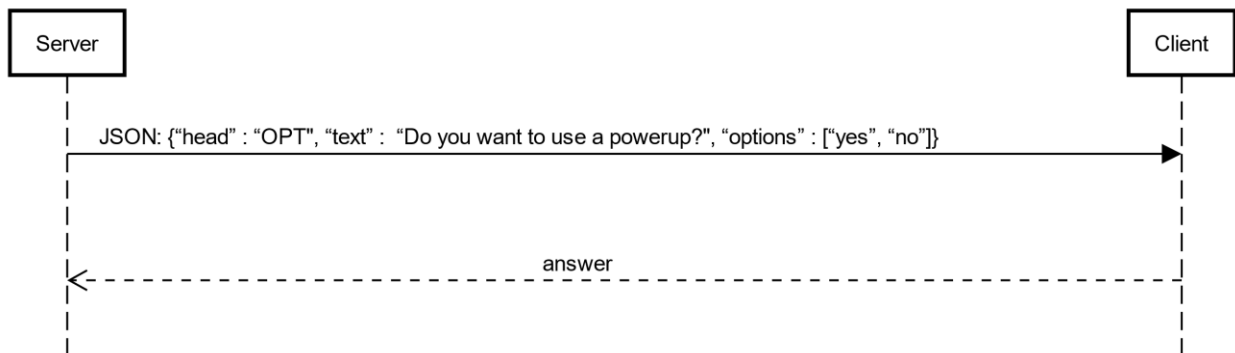 Server
Client
JSON: {“head” : “OPT", “text” :  “Do you want to use a powerup?", “options” : [“yes”, “no”]}
answer